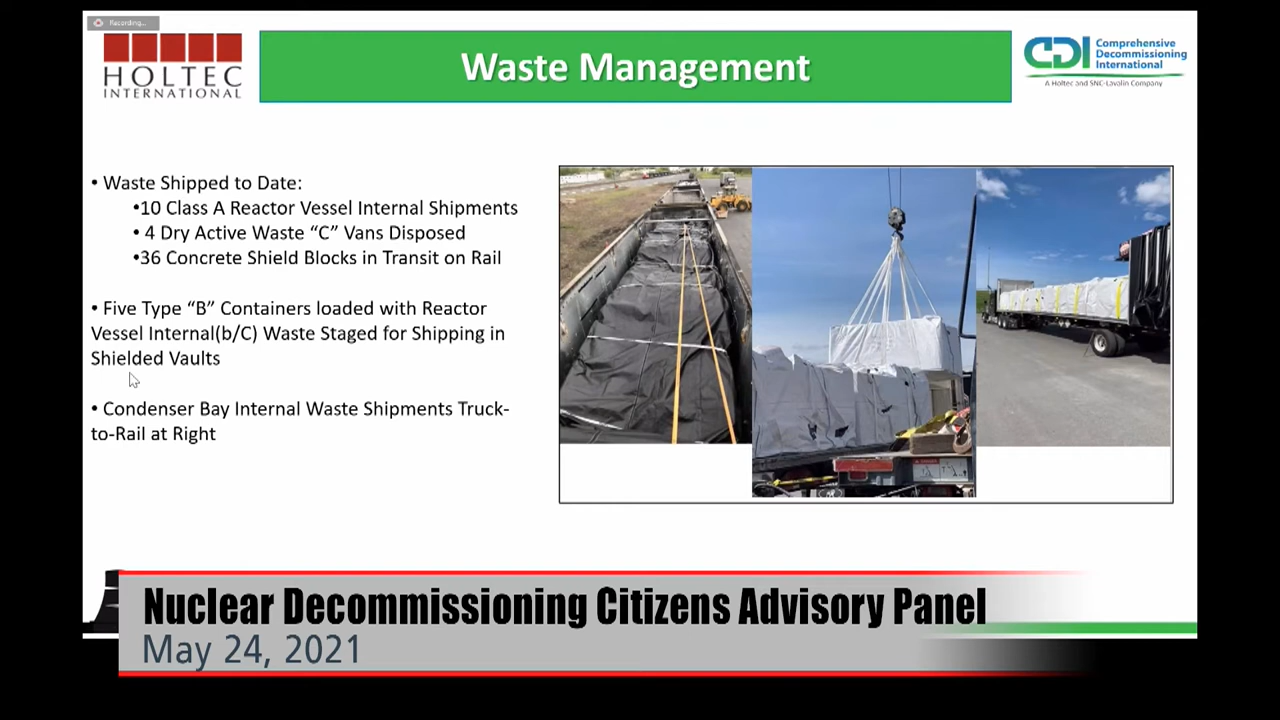 Recording...
HOLTEC
INTERNATIONAL
Waste Management
CDI Comprehensive
Decommissioning
International
A Holtec and SNC-Lavalin Company
• Waste Shipped to Date:
•10 Class A Reactor Vessel Internal Shipments
• 4 Dry Active Waste “C” Vans Disposed
•36 Concrete Shield Blocks in Transit on Rail
• Five Type “B” Containers loaded with Reactor
Vessel Internal(b/C) Waste Staged for Shipping in
Shielded Vaults
• Condenser Bay Internal Waste Shipments Truck-
to-Rail at Right
Nuclear Decommissioning Citizens Advisory Panel
May 24, 2021